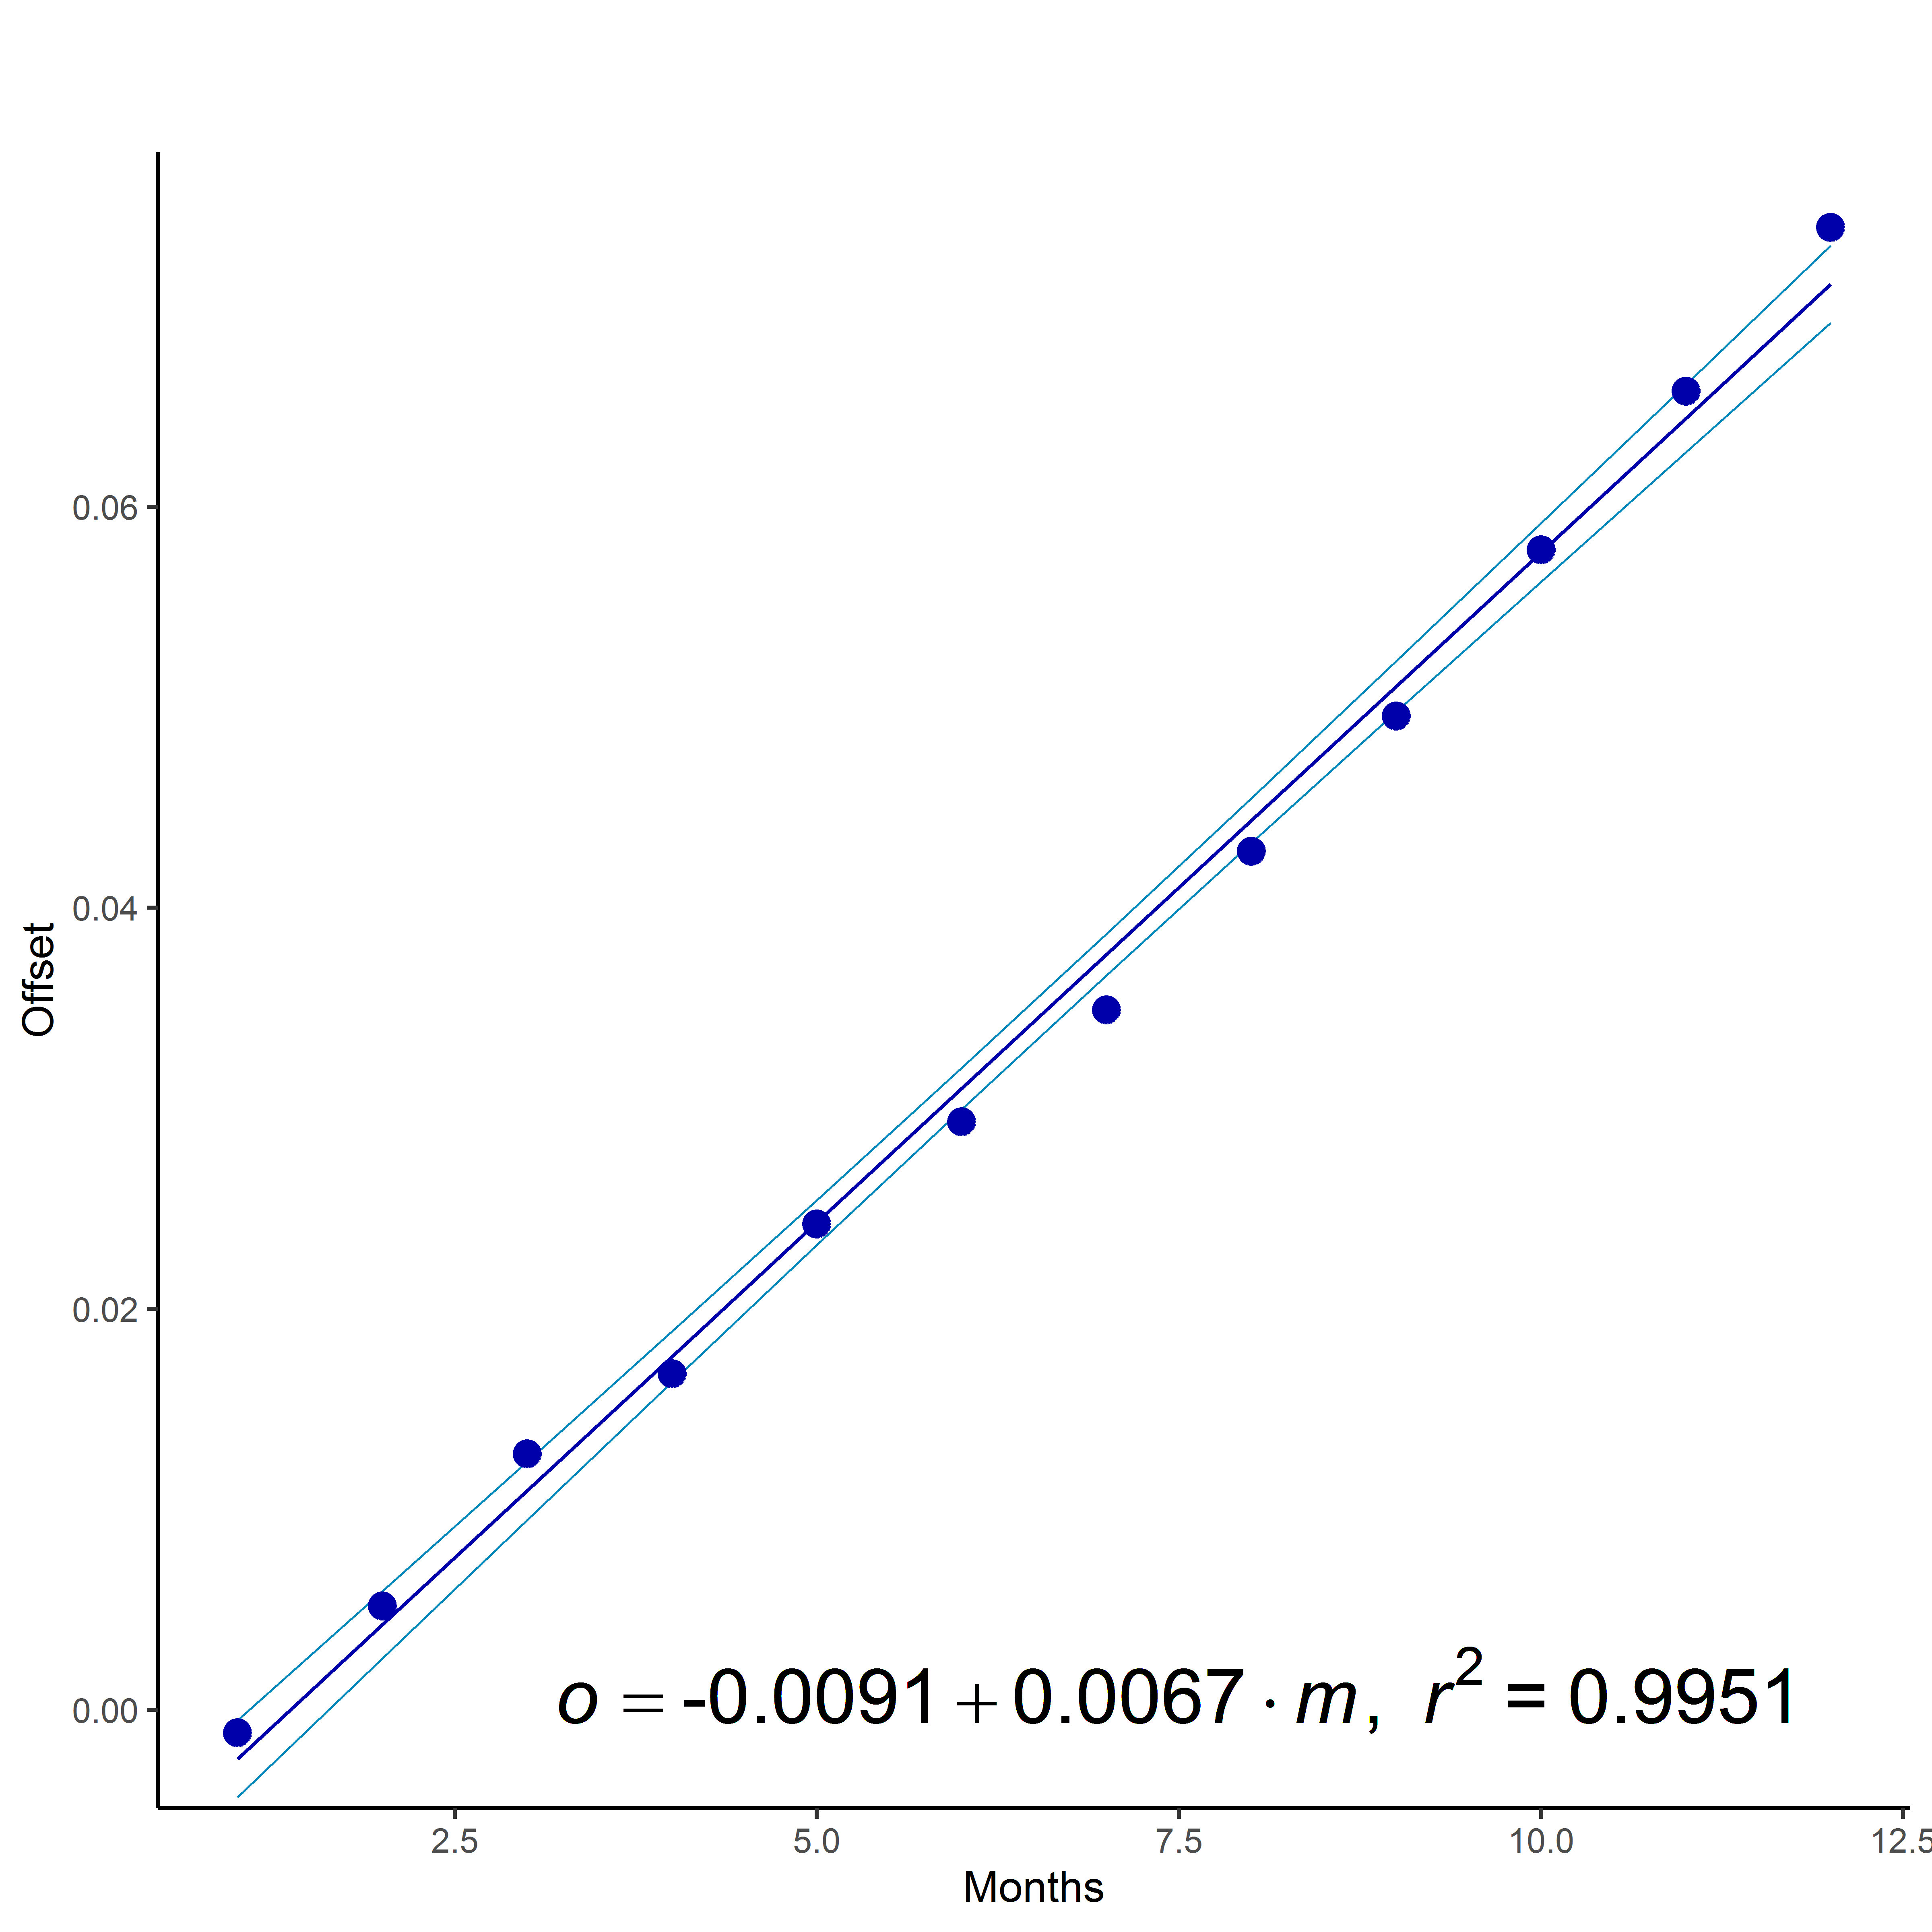 0.06
0.04
0.02
0.00
Offset
o = -0.0091 + 0.0067 · m, r² = 0.9951
2.5 5.0 7.5 10.0 12.5
Months